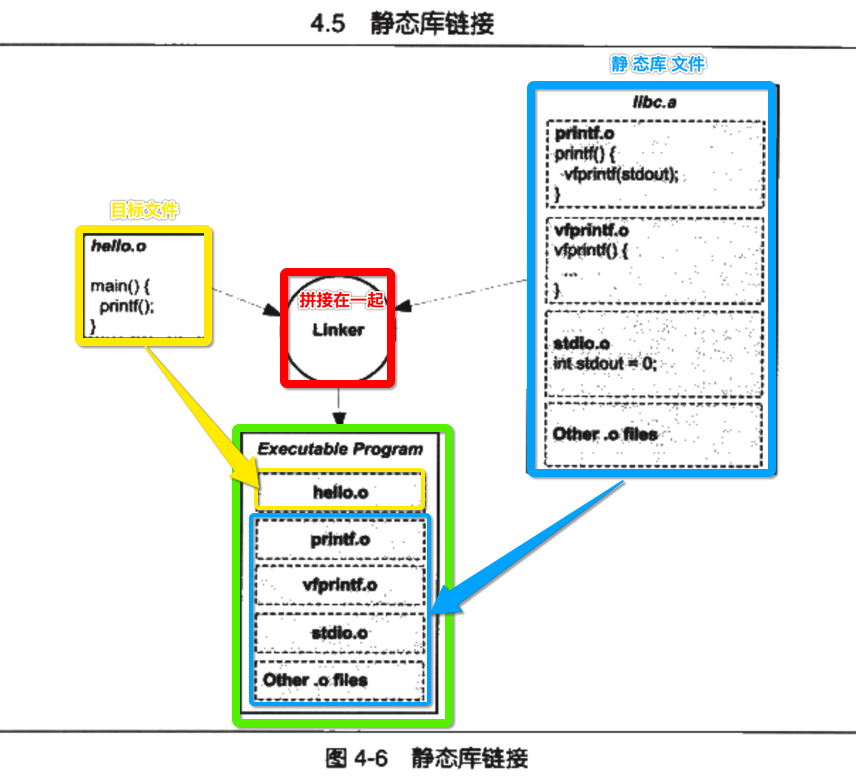 4.5 静态库链接
静 态库 文件
libc.a
printf.o
printf() {
vfprintf(stdout);
}
vfprintf.o
vfprintf() {
...
}
stdio.o
int stdout = 0;
Other .o files
目标文件
hello.o
main() {
printf();
}
拼接在一起
Linker
Executable Program
hello.o
printf.o
vfprintf.o
stdio.o
Other .o files
图 4-6 静态库链接